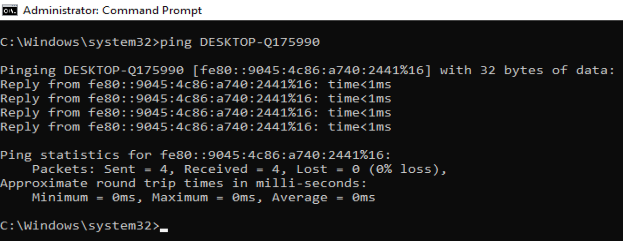 Administrator: Command Prompt
C:\Windows\system32>ping DESKTOP-Q175990
Pinging DESKTOP-Q175990 [fe80::9045:4c86:a740:2441%16] with 32 bytes of data:
Reply from fe80::9045:4c86:a740:2441%16: time<1ms
Reply from fe80::9045:4c86:a740:2441%16: time<1ms
Reply from fe80::9045:4c86:a740:2441%16: time<1ms
Reply from fe80::9045:4c86:a740:2441%16: time<1ms
Ping statistics for fe80::9045:4c86:a740:2441%16:
    Packets: Sent = 4, Received = 4, Lost = 0 (0% loss),
Approximate round trip times in milli-seconds:
    Minimum = 0ms, Maximum = 0ms, Average = 0ms
C:\Windows\system32>